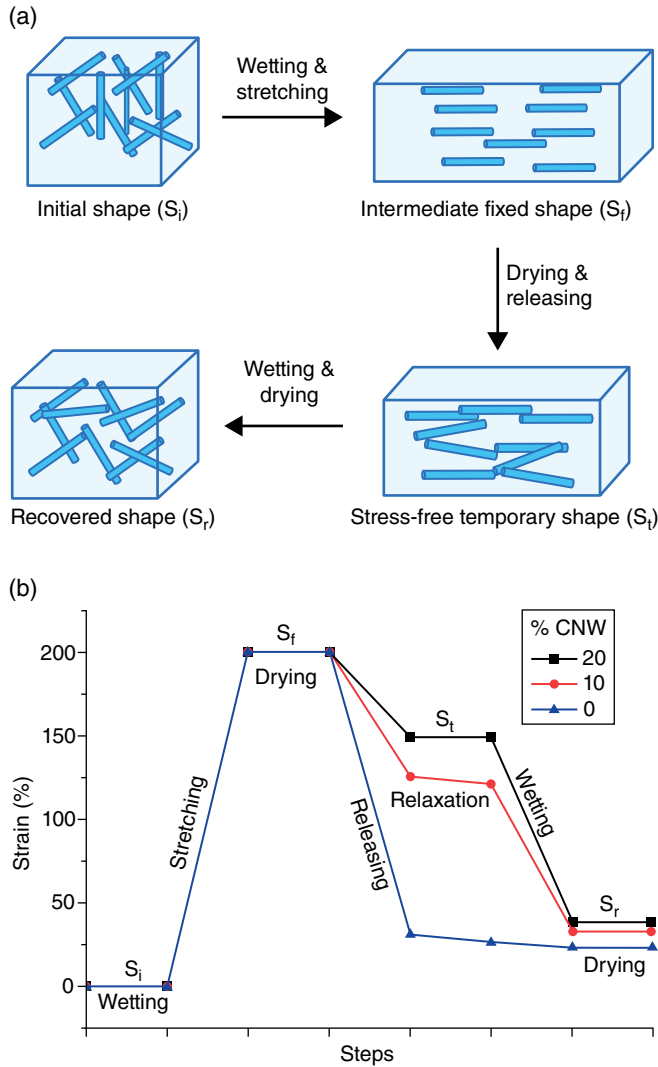 (a)
Wetting &
stretching
Initial shape (Si)
Intermediate fixed shape (Sf)
Drying &
releasing
Wetting &
drying
Recovered shape (Sr)
Stress-free temporary shape (St)
(b)
% CNW
20
10
0
200
150
100
50
0
Strain (%)
Si
Wetting
Stretching
Sf
Drying
Releasing
St
Relaxation
Wetting
Sr
Drying
Steps